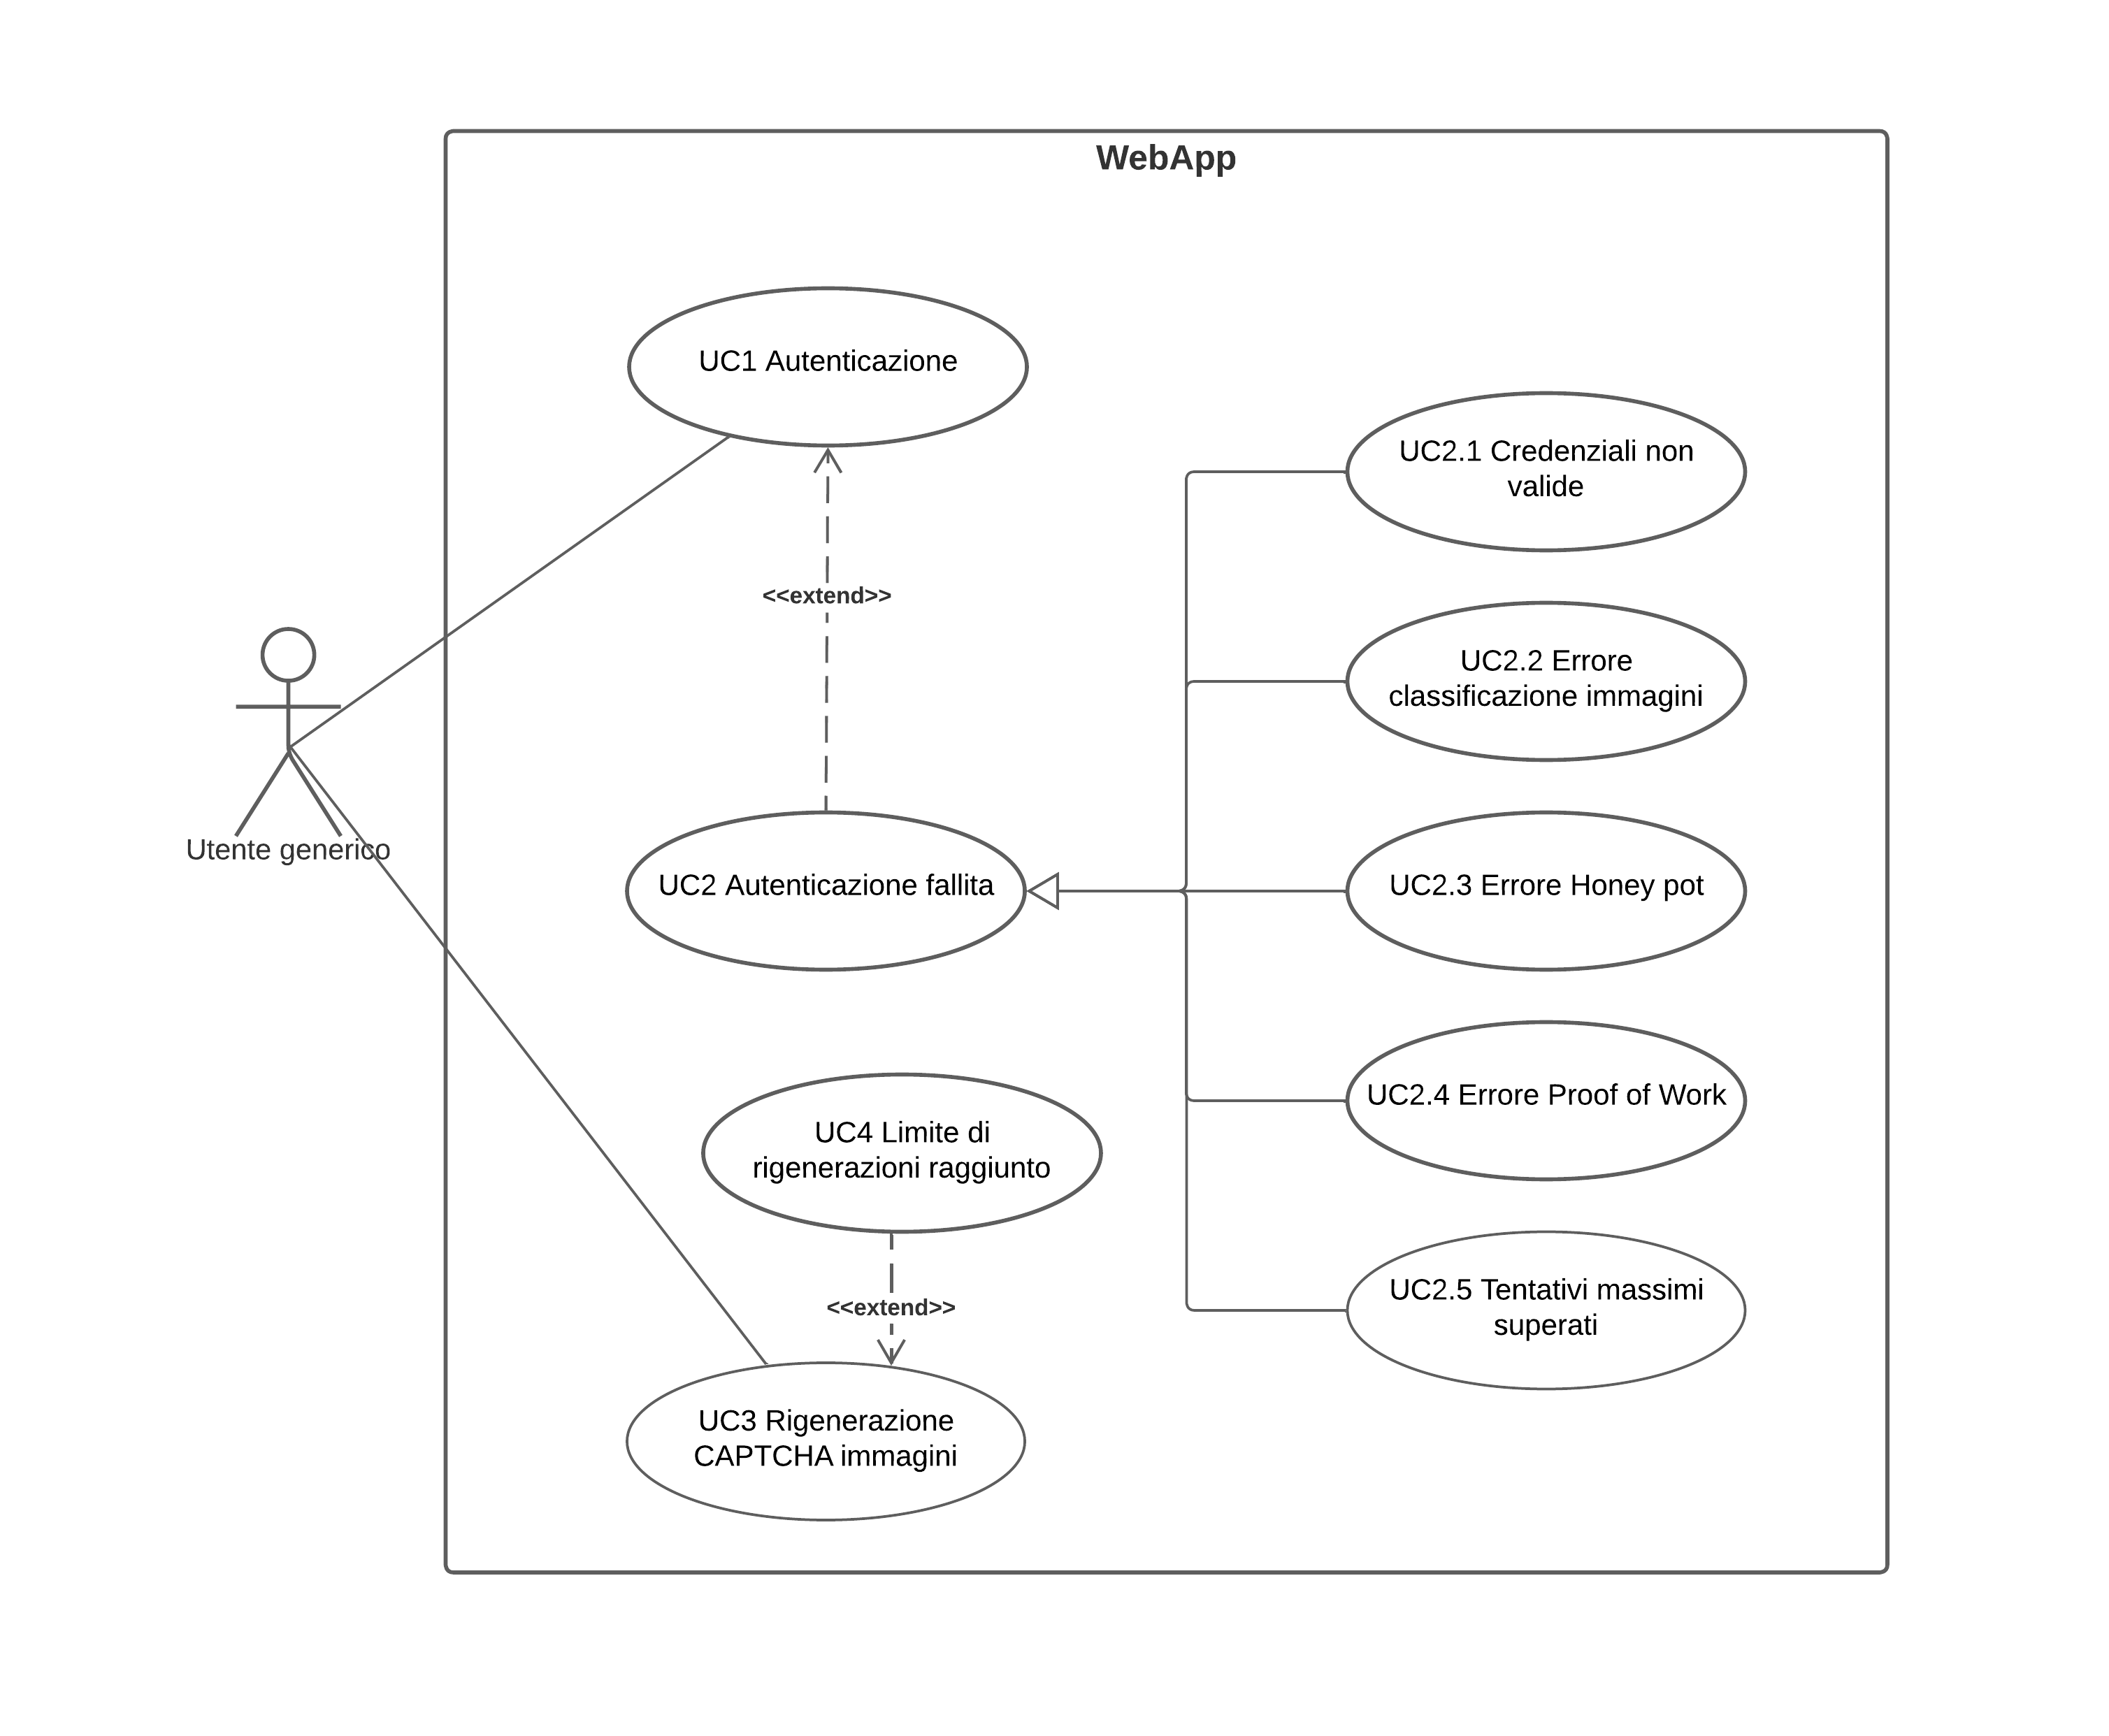 WebApp
UC1 Autenticazione
UC2.1 Credenziali non
valide
<<extend>>
UC2.2 Errore
classificazione immagini
Utente generico
UC2 Autenticazione fallita
UC2.3 Errore Honey pot
UC2.4 Errore Proof of Work
UC4 Limite di
rigenerazioni raggiunto
<<extend>>
UC2.5 Tentativi massimi
superati
UC3 Rigenerazione
CAPTCHA immagini